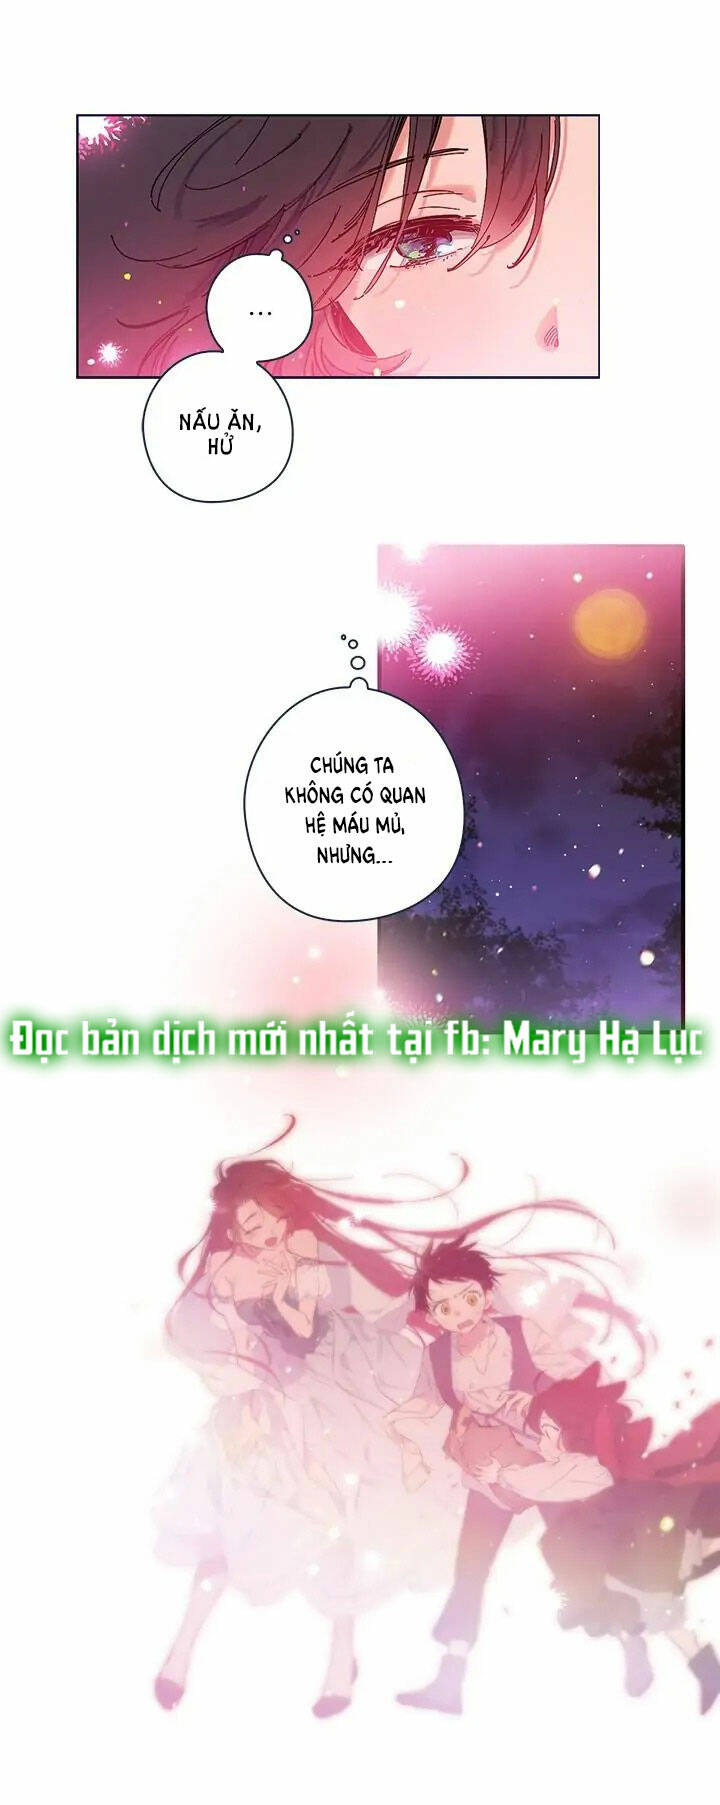 ...
NẤU ĂN,
HỬ
CHÚNG TA
KHÔNG CÓ QUAN
HỆ MÁU MỦ,
NHƯNG...
Đọc bản dịch mới nhất tại fb: Mary Hạ Lục